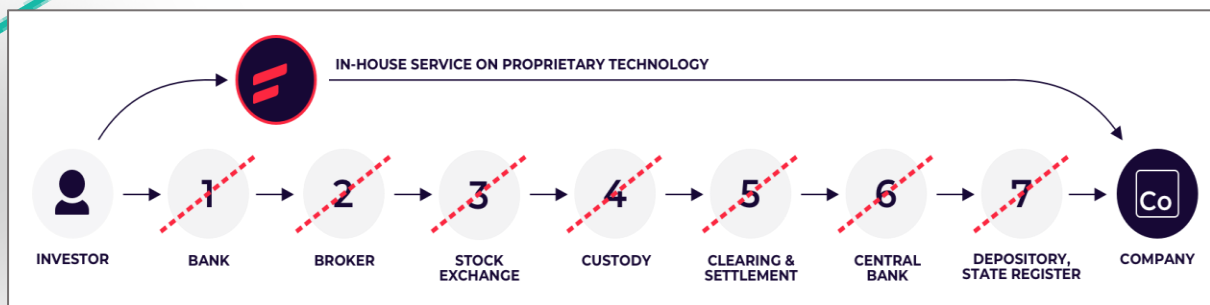 IN-HOUSE SERVICE ON PROPRIETARY TECHNOLOGY
1
2
3
4
5
6
7
Co
INVESTOR
BANK
BROKER
STOCK
EXCHANGE
CUSTODY
CLEARING &
SETTLEMENT
CENTRAL
BANK
DEPOSITORY,
STATE REGISTER
COMPANY